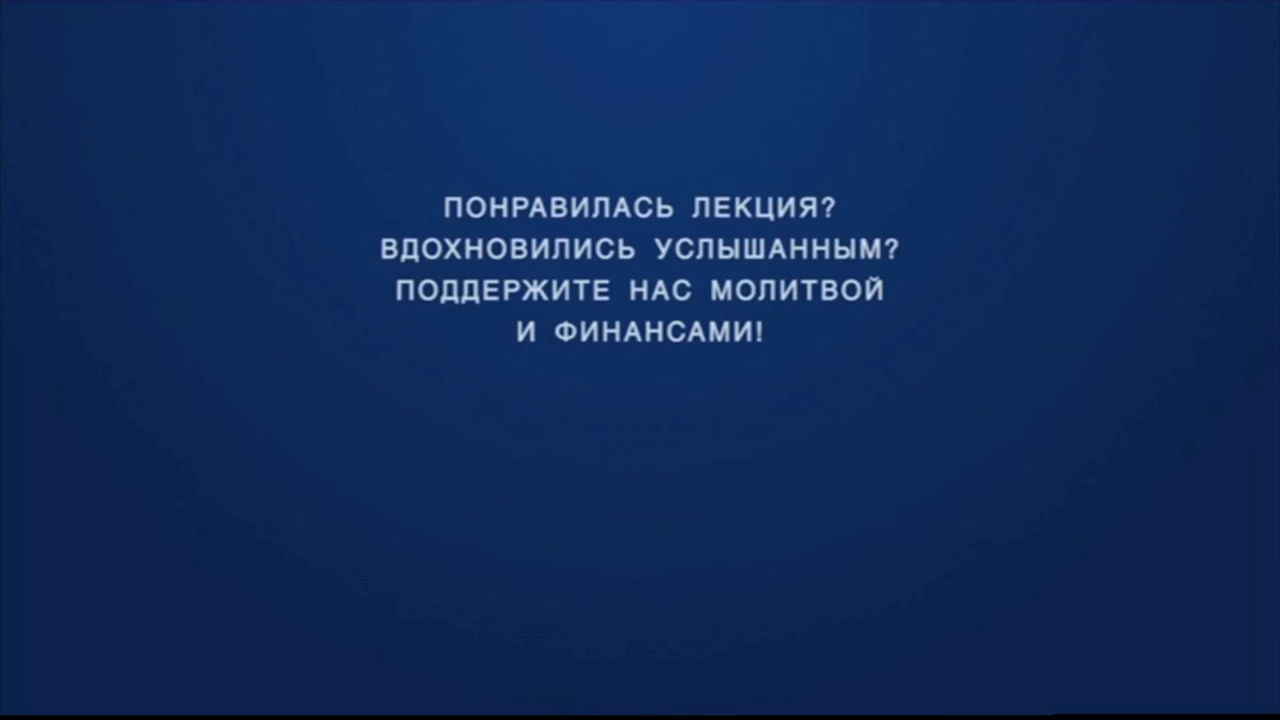 ПОНРАВИЛАСЬ ЛЕКЦИЯ?
ВДОХНОВИЛИСЬ УСЛЫШАННЫМ?
ПОДДЕРЖИТЕ НАС МОЛИТВОЙ
И ФИНАНСАМИ!